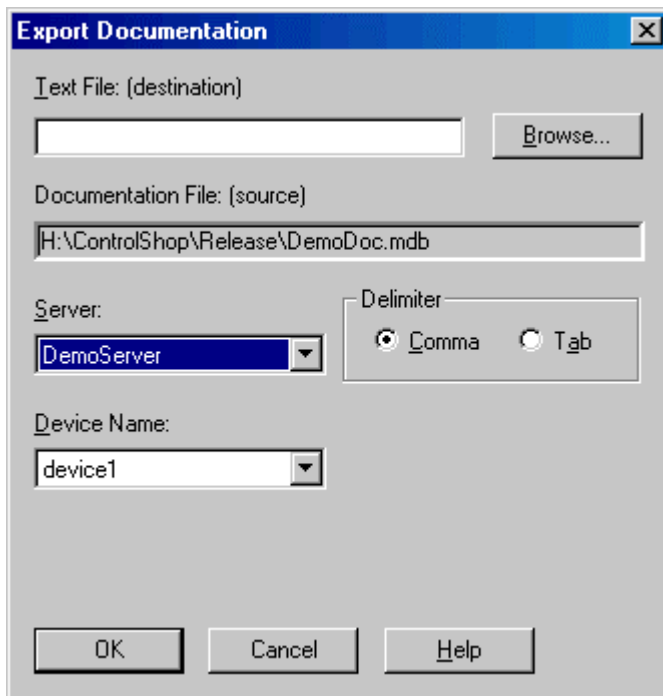 Export Documentation
Text File: (destination)
Browse...
Documentation File: (source)
H:\ControlShop\Release\DemoDoc.mdb
Server:
DemoServer
Delimiter
Comma
Tab
Device Name:
device1
OK
Cancel
Help